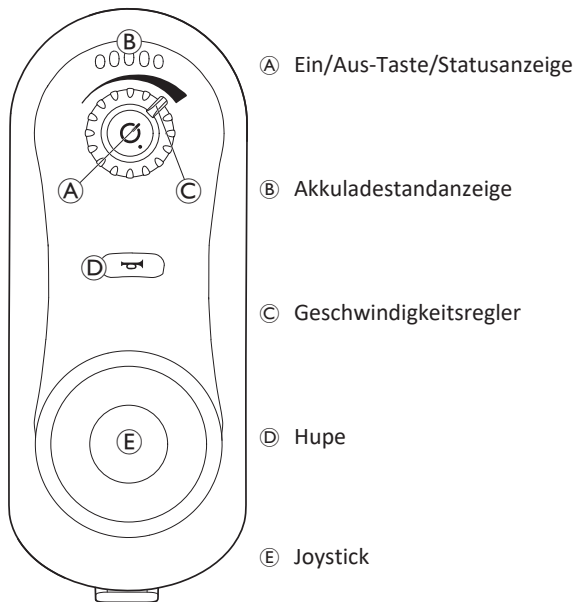 B
A
C
D
E
Ⓐ Ein/Aus-Taste/Statusanzeige
Ⓑ Akkuladestandanzeige
Ⓒ Geschwindigkeitsregler
Ⓓ Hupe
Ⓔ Joystick